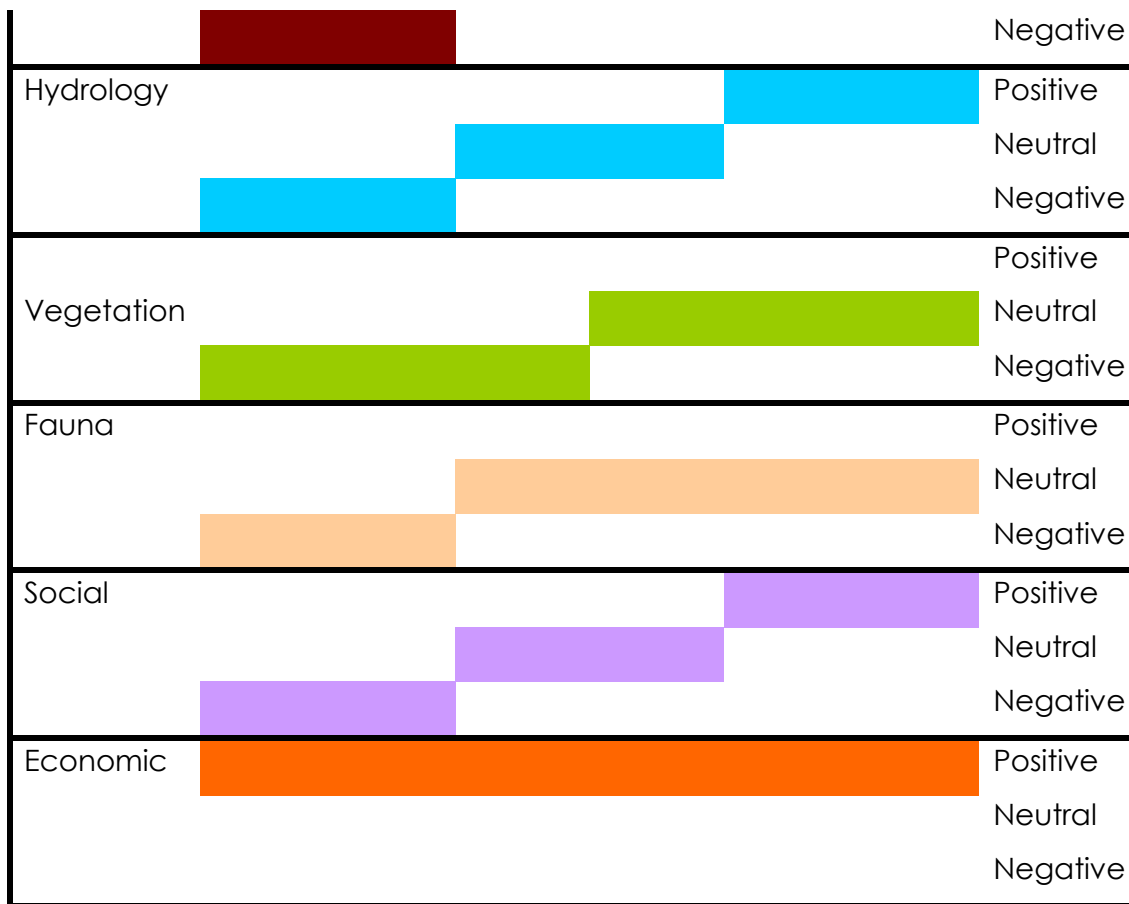 Negative
Hydrology Positive
Neutral
Negative
Positive
Vegetation Neutral
Negative
Fauna Positive
Neutral
Negative
Social Positive
Neutral
Negative
Economic Positive
Neutral
Negative